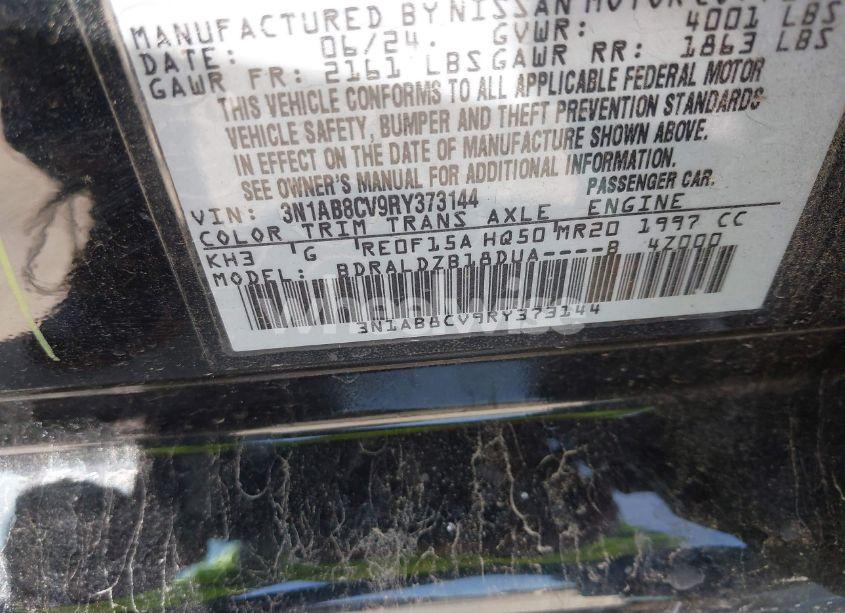 MANUFACTURED BY NISSAN MOTOR CO.
DATE: 06/24. GVWR: 4001 LBS
GAWR FR: 2161 LBS GAWR RR: 1863 LBS
THIS VEHICLE CONFORMS TO ALL APPLICABLE FEDERAL MOTOR
VEHICLE SAFETY, BUMPER AND THEFT PREVENTION STANDARDS
IN EFFECT ON THE DATE OF MANUFACTURE SHOWN ABOVE.
SEE OWNER'S MANUAL FOR ADDITIONAL INFORMATION.
VIN: 3N1AB8CV9RY373144 PASSENGER CAR.
COLOR TRIM TRANS AXLE ENGINE
KH3 G RE0F15A HQ50 MR20 1997 CC
MODEL: BDRALDZB18DUA----B 4Z000
3N1AB8CV9RY373144